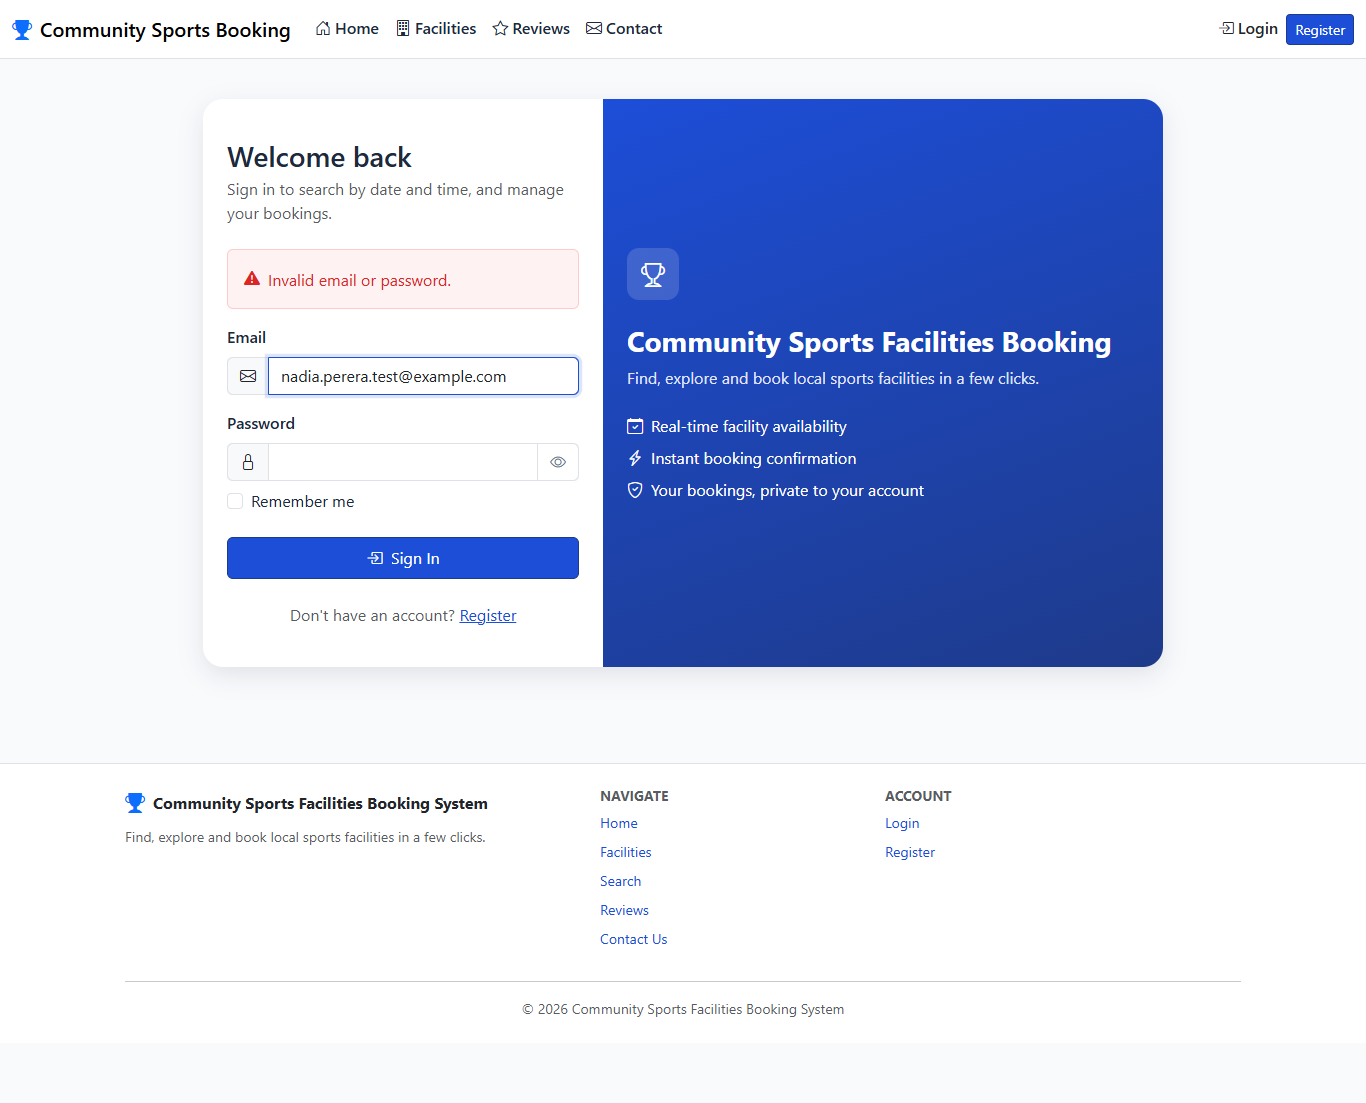 Community Sports Booking
Home
Facilities
Reviews
Contact
Login
Register
Welcome back
Sign in to search by date and time, and manage
your bookings.
Invalid email or password.
Email
nadia.perera.test@example.com
Password
Remember me
Sign In
Don't have an account? Register
Community Sports Facilities Booking
Find, explore and book local sports facilities in a few clicks.
Real-time facility availability
Instant booking confirmation
Your bookings, private to your account
Community Sports Facilities Booking System
Find, explore and book local sports facilities in a few clicks.
NAVIGATE
Home
Facilities
Search
Reviews
Contact Us
ACCOUNT
Login
Register
© 2026 Community Sports Facilities Booking System